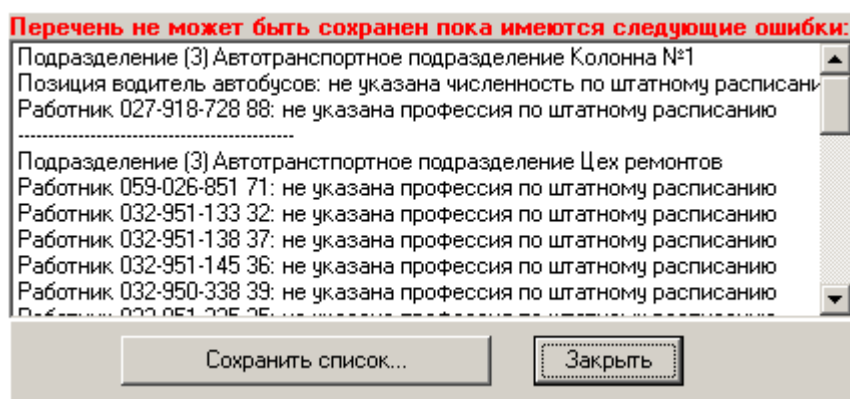 Перечень не может быть сохранен пока имеются следующие ошибки:
Подразделение (3) Автотранспортное подразделение Колонна №1
Позиция водитель автобусов: не указана численность по штатному расписани
Работник 027-918-728 88: не указана профессия по штатному расписанию
----------------------------------------------
Подразделение (3) Автотранстпортное подразделение Цех ремонтов
Работник 059-026-851 71: не указана профессия по штатному расписанию
Работник 032-951-133 32: не указана профессия по штатному расписанию
Работник 032-951-138 37: не указана профессия по штатному расписанию
Работник 032-951-145 36: не указана профессия по штатному расписанию
Работник 032-950-338 39: не указана профессия по штатному расписанию
Сохранить список... Закрыть